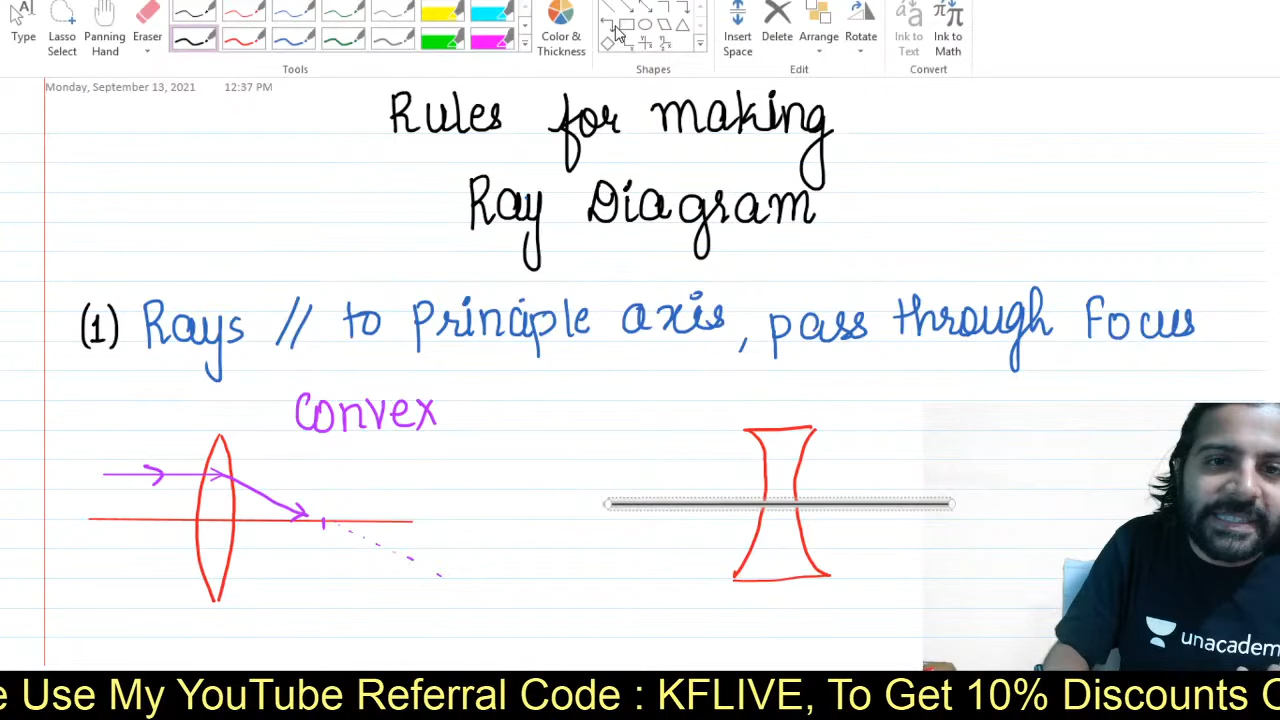 Type
Lasso Select
Panning Hand
Eraser
Color & Thickness
Insert Space
Delete
Arrange
Rotate
Ink to Text
Ink to Math
Tools
Shapes
Edit
Convert
Monday, September 13, 2021 12:37 PM
Rules for making
Ray Diagram
(1) Rays // to Principle axis, pass through Focus
Convex
unacadem
e Use My YouTube Referral Code : KFLIVE, To Get 10% Discounts